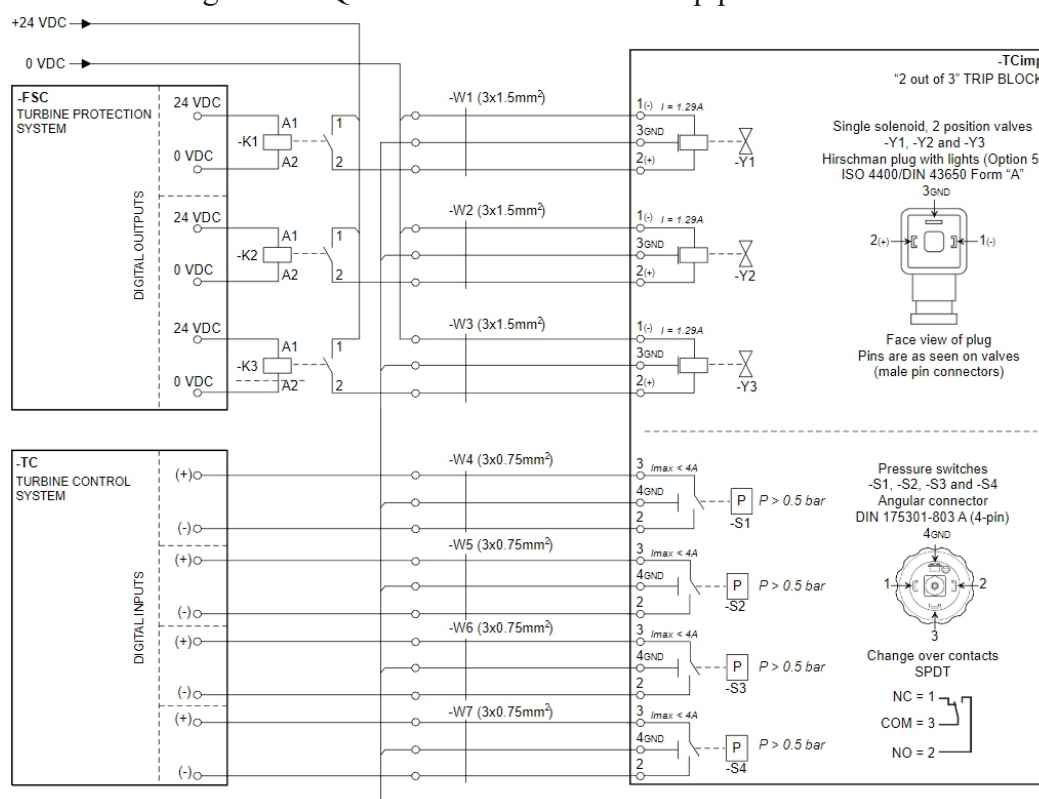 +24 VDC
0 VDC
-FSC
TURBINE PROTECTION
SYSTEM
DIGITAL OUITPUTS
24 VDC
0 VDC
A1
-K1
A2
1
2
24 VDC
0 VDC
A1
-K2
A2
1
2
24 VDC
0 VDC
A1
-K3
A2
1
2
-W1 (3x1.5mm²)
-W2 (3x1.5mm²)
-W3 (3x1.5mm²)
-TCimp
"2 out of 3" TRIP BLOCK
1(-) I = 1.29A
3GND
2(+)
-Y1
1(-) I = 1.29A
3GND
2(+)
-Y2
1(-) I = 1.29A
3GND
2(+)
-Y3
Single solenoid, 2 position valves
-Y1, -Y2 and -Y3
Hirschman plug with lights (Option 5
ISO 4400/DIN 43650 Form "A"
3GND
2(+)
1(-)
Face view of plug
Pins are as seen on valves
(male pin connectors)
-TC
TURBINE CONTROL
SYSTEM
DIGITAL INPUTS
(+)
(-)
(+)
(-)
(+)
(-)
(+)
(-)
-W4 (3x0.75mm²)
-W5 (3x0.75mm²)
-W6 (3x0.75mm²)
-W7 (3x0.75mm²)
3 Imax < 4A
4GND
2
P
P > 0.5 bar
-S1
3 Imax < 4A
4GND
2
P
P > 0.5 bar
-S2
3 Imax < 4A
4GND
2
P
P > 0.5 bar
-S3
3 Imax < 4A
4GND
2
P
P > 0.5 bar
-S4
Pressure switches
-S1, -S2, -S3 and -S4
Angular connector
DIN 175301-803 A (4-pin)
4GND
1
2
3
Change over contacts
SPDT
NC = 1
COM = 3
NO = 2